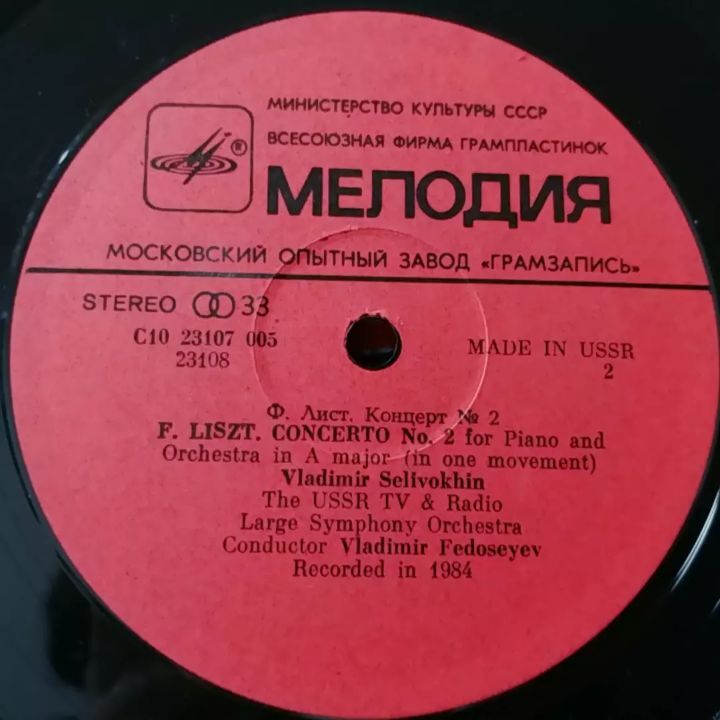 МИНИСТЕРСТВО КУЛЬТУРЫ СССР
ВСЕСОЮЗНАЯ ФИРМА ГРАМПЛАСТИНОК
®
МЕЛОДИЯ
МОСКОВСКИЙ ОПЫТНЫЙ ЗАВОД «ГРАМЗАПИСЬ»
STEREO 33
С10 23107 005
23108
MADE IN USSR
2
Ф. Лист. Концерт № 2
F. LISZT. CONCERTO No. 2 for Piano and
Orchestra in A major (in one movement)
Vladimir Selivokhin
The USSR TV & Radio
Large Symphony Orchestra
Conductor Vladimir Fedoseyev
Recorded in 1984